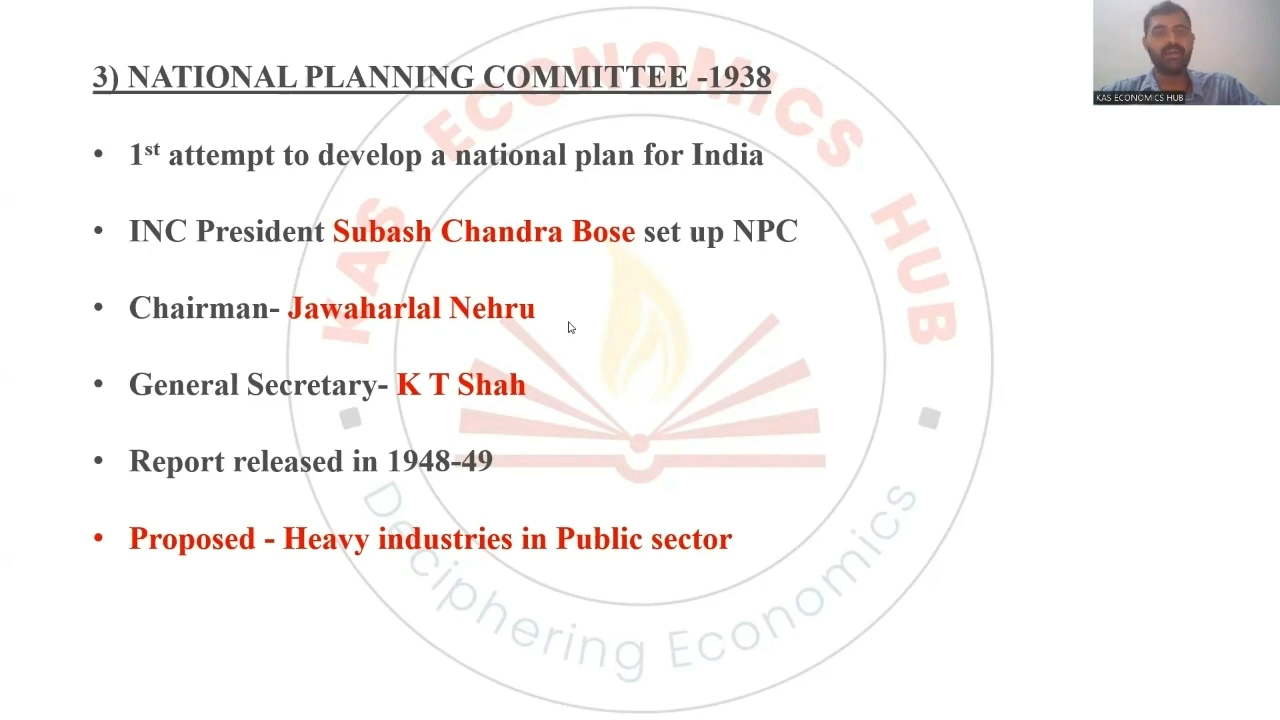 3) NATIONAL PLANNING COMMITTEE -1938
• 1st attempt to develop a national plan for India
• INC President Subash Chandra Bose set up NPC
• Chairman- Jawaharlal Nehru
• General Secretary- K T Shah
• Report released in 1948-49
• Proposed - Heavy industries in Public sector
KAS ECONOMICS HUB
Deciphering Economics
KAS ECONOMICS HUB